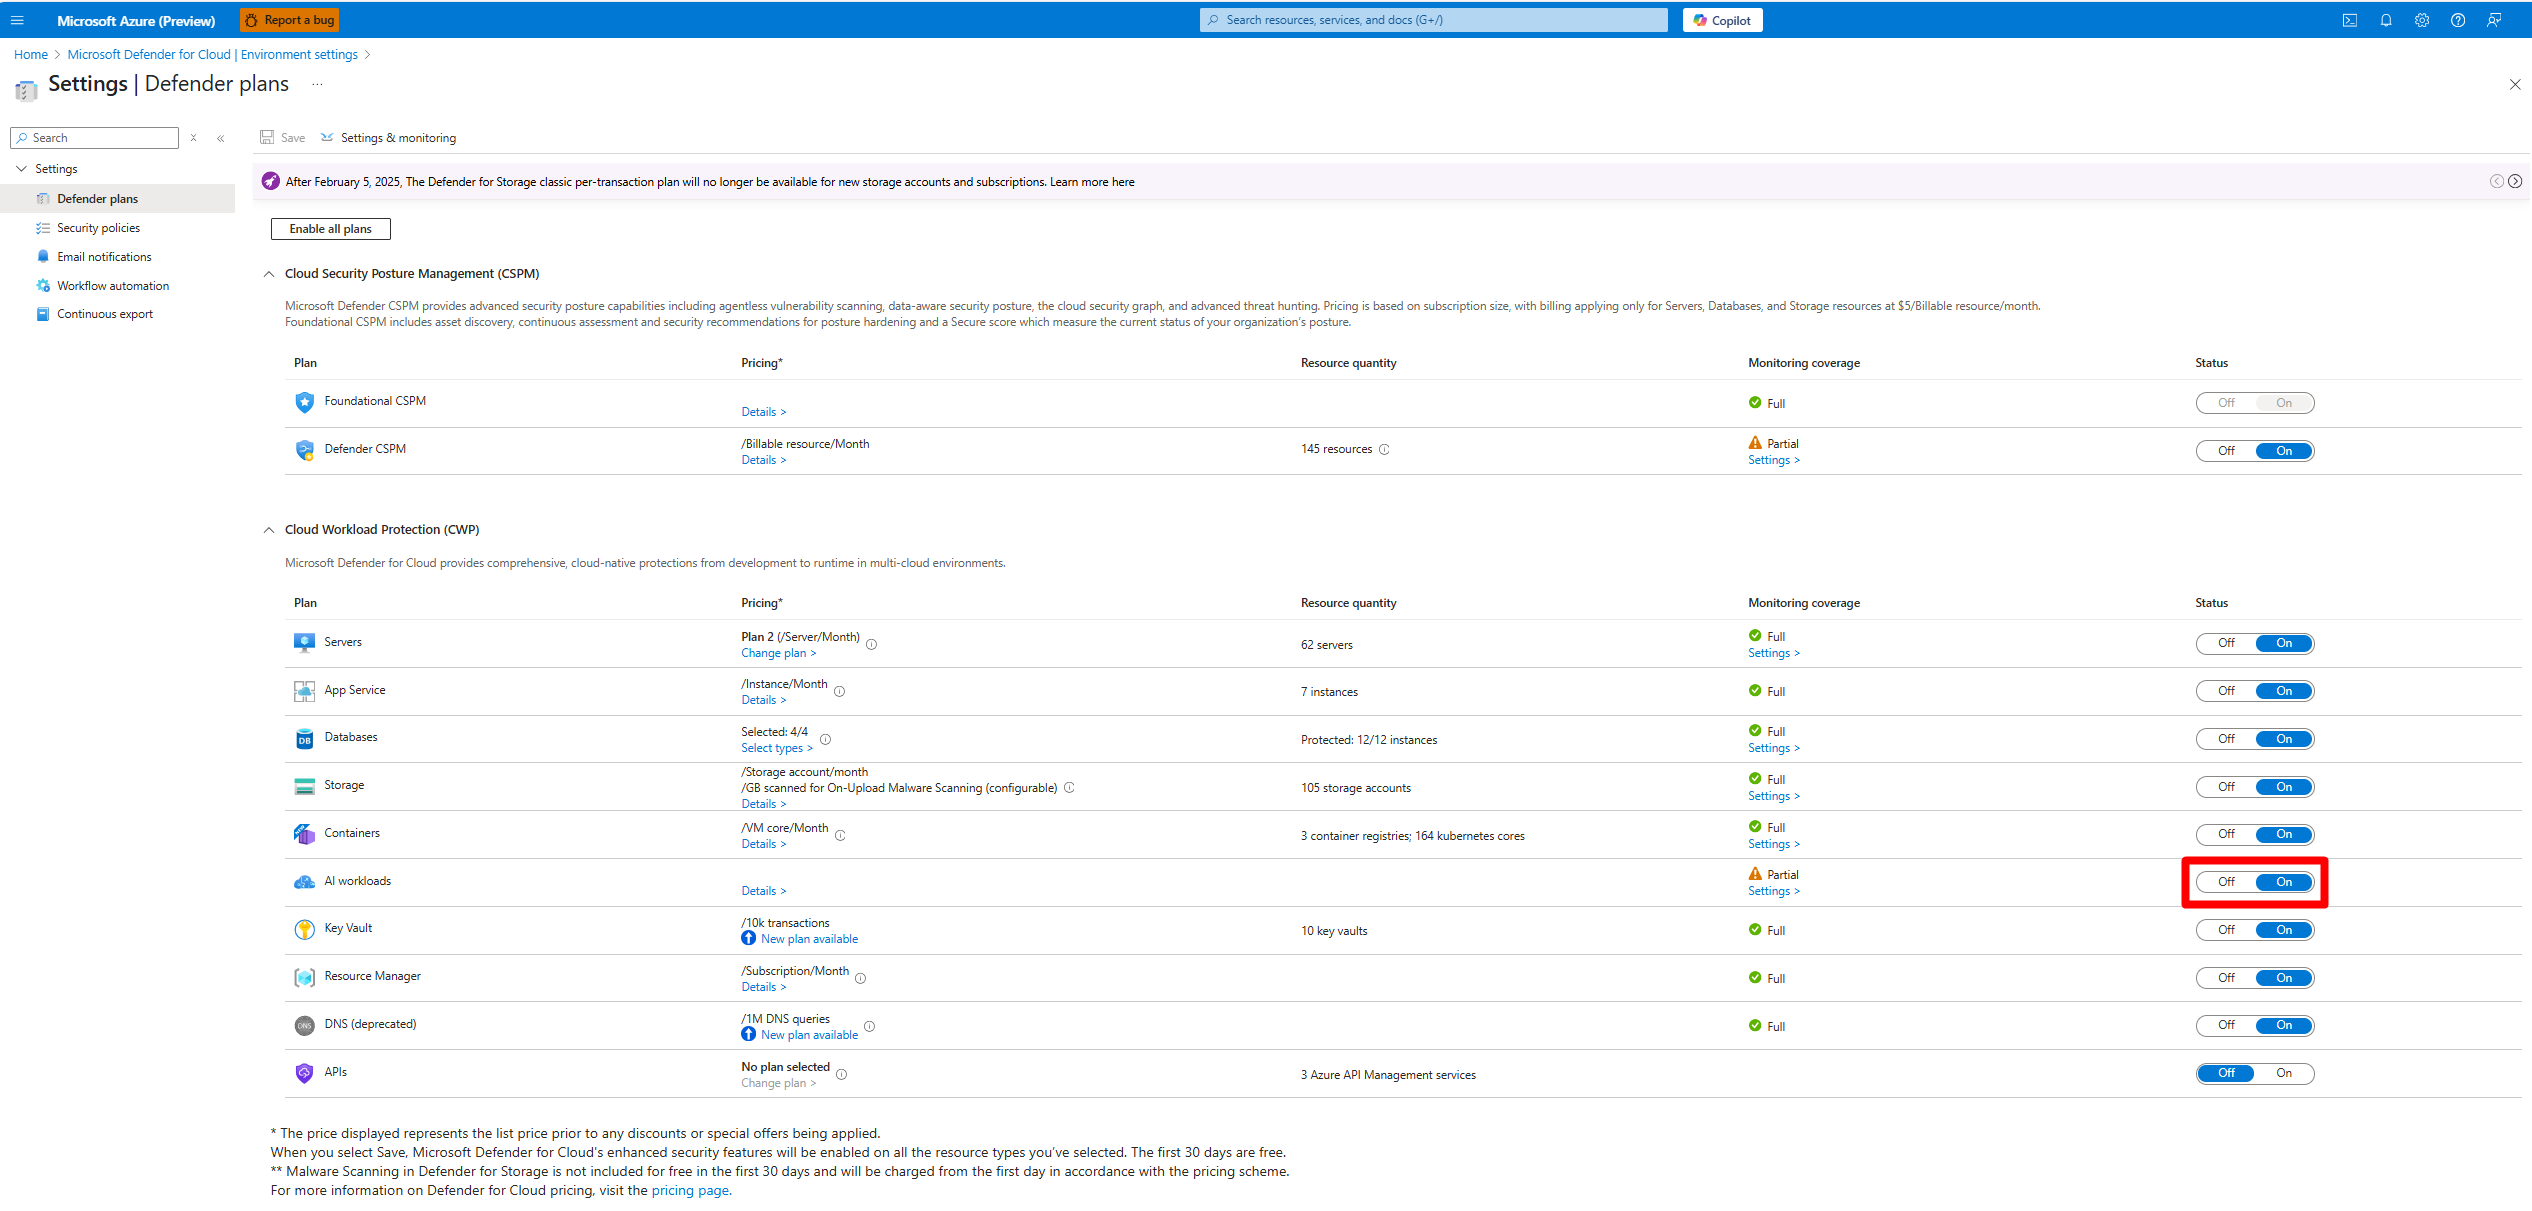 Microsoft Azure (Preview)
Report a bug
Search resources, services, and docs (G+/)
Copilot
Home > Microsoft Defender for Cloud | Environment settings >
Settings | Defender plans ...
Search
Save
Settings & monitoring
Settings
Defender plans
Security policies
Email notifications
Workflow automation
Continuous export
After February 5, 2025, The Defender for Storage classic per-transaction plan will no longer be available for new storage accounts and subscriptions. Learn more here
Enable all plans
Cloud Security Posture Management (CSPM)
Microsoft Defender CSPM provides advanced security posture capabilities including agentless vulnerability scanning, data-aware security posture, the cloud security graph, and advanced threat hunting. Pricing is based on subscription size, with billing applying only for Servers, Databases, and Storage resources at $5/Billable resource/month.
Foundational CSPM includes asset discovery, continuous assessment and security recommendations for posture hardening and a Secure score which measure the current status of your organization's posture.
Plan Pricing* Resource quantity Monitoring coverage Status
Foundational CSPM
Details >
Full
Off On
Defender CSPM
/Billable resource/Month
Details >
145 resources
Partial
Settings >
Off On
Cloud Workload Protection (CWP)
Microsoft Defender for Cloud provides comprehensive, cloud-native protections from development to runtime in multi-cloud environments.
Plan Pricing* Resource quantity Monitoring coverage Status
Servers
Plan 2 (/Server/Month)
Change plan >
62 servers
Full
Settings >
Off On
App Service
/Instance/Month
Details >
7 instances
Full
Off On
Databases
Selected: 4/4
Select types >
Protected: 12/12 instances
Full
Settings >
Off On
Storage
/Storage account/month
/GB scanned for On-Upload Malware Scanning (configurable)
Details >
105 storage accounts
Full
Settings >
Off On
Containers
/VM core/Month
Details >
3 container registries; 164 kubernetes cores
Full
Settings >
Off On
AI workloads
Details >
Partial
Settings >
Off On
Key Vault
/10k transactions
New plan available
10 key vaults
Full
Off On
Resource Manager
/Subscription/Month
Details >
Full
Off On
DNS
DNS (deprecated)
/1M DNS queries
New plan available
Full
Off On
APIs
No plan selected
Change plan >
3 Azure API Management services
Off On
* The price displayed represents the list price prior to any discounts or special offers being applied.
When you select Save, Microsoft Defender for Cloud's enhanced security features will be enabled on all the resource types you've selected. The first 30 days are free.
** Malware Scanning in Defender for Storage is not included for free in the first 30 days and will be charged from the first day in accordance with the pricing scheme.
For more information on Defender for Cloud pricing, visit the pricing page.